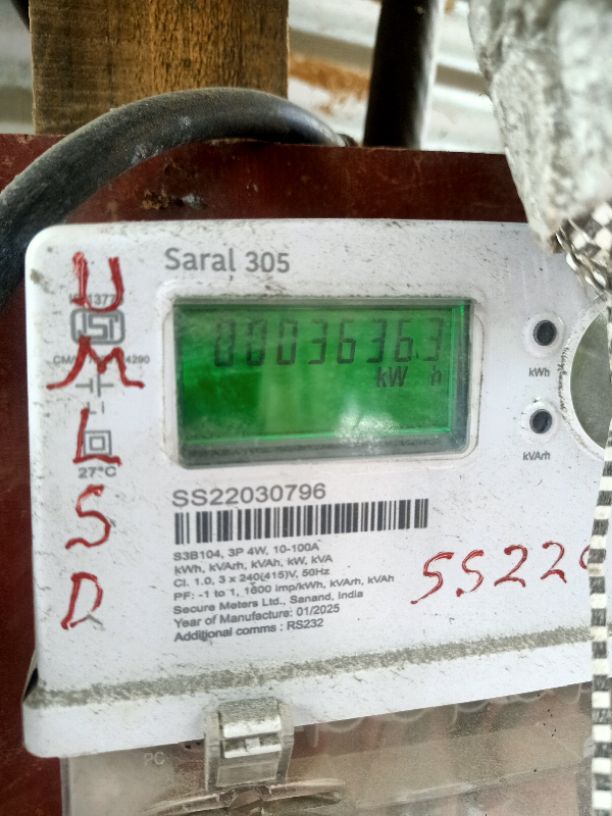 Saral 305
U
M
L
S
D
00036363
kW h
kWh
kVArh
27°C
SS22030796
S3B104, 3P 4W, 10-100A
kWh, kVArh, kVAh, kW, kVA
Cl. 1.0, 3 x 240(415)V, 50Hz
PF: -1 to 1, 1600 imp/kWh, kVArh, kVAh
Secure Meters Ltd., Sanand, India
Year of Manufacture: 01/2025
Additional comms : RS232
SS220
PC